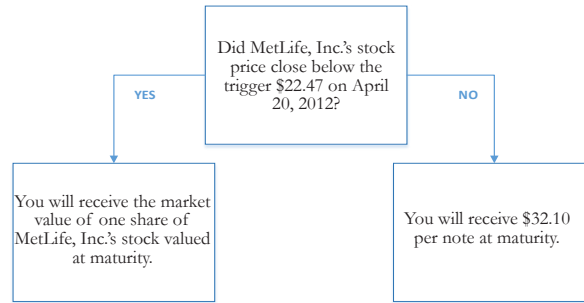 Did MetLife, Inc.'s stock
price close below the
trigger $22.47 on April
20, 2012?
YES
NO
You will receive the market
value of one share of
MetLife, Inc.'s stock valued
at maturity.
You will receive $32.10
per note at maturity.